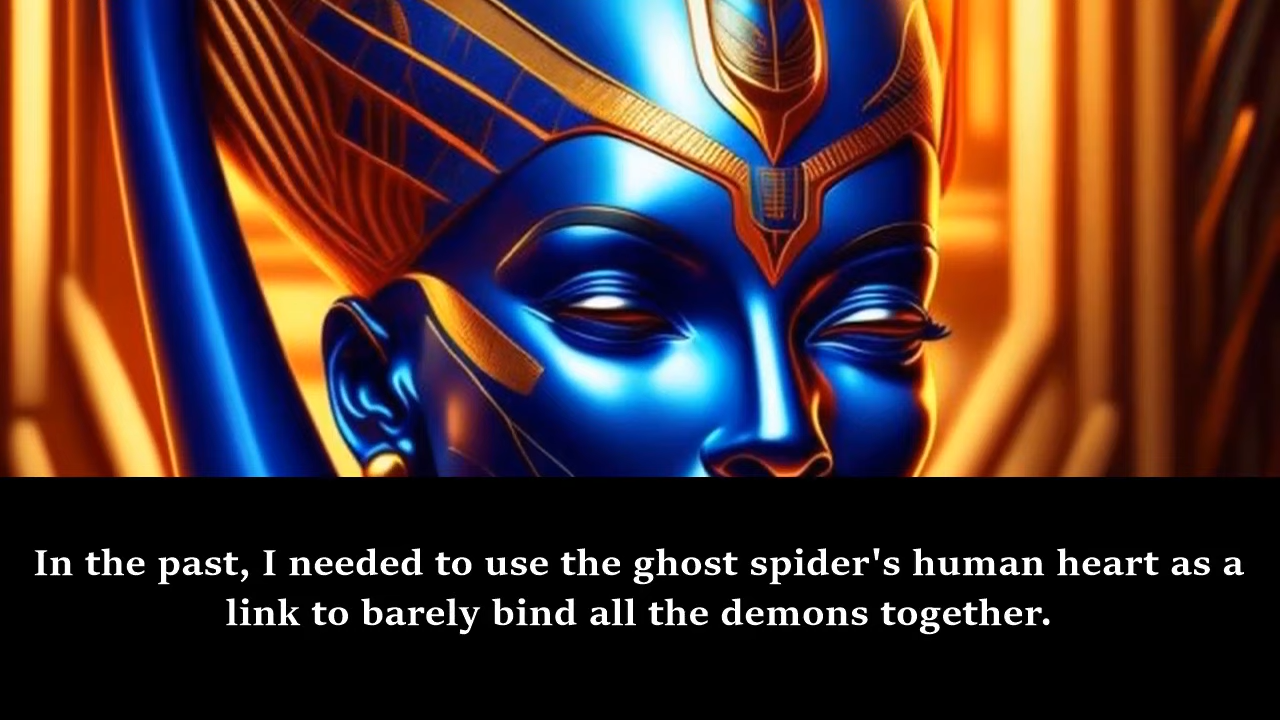 In the past, I needed to use the ghost spider's human heart as a
link to barely bind all the demons together.